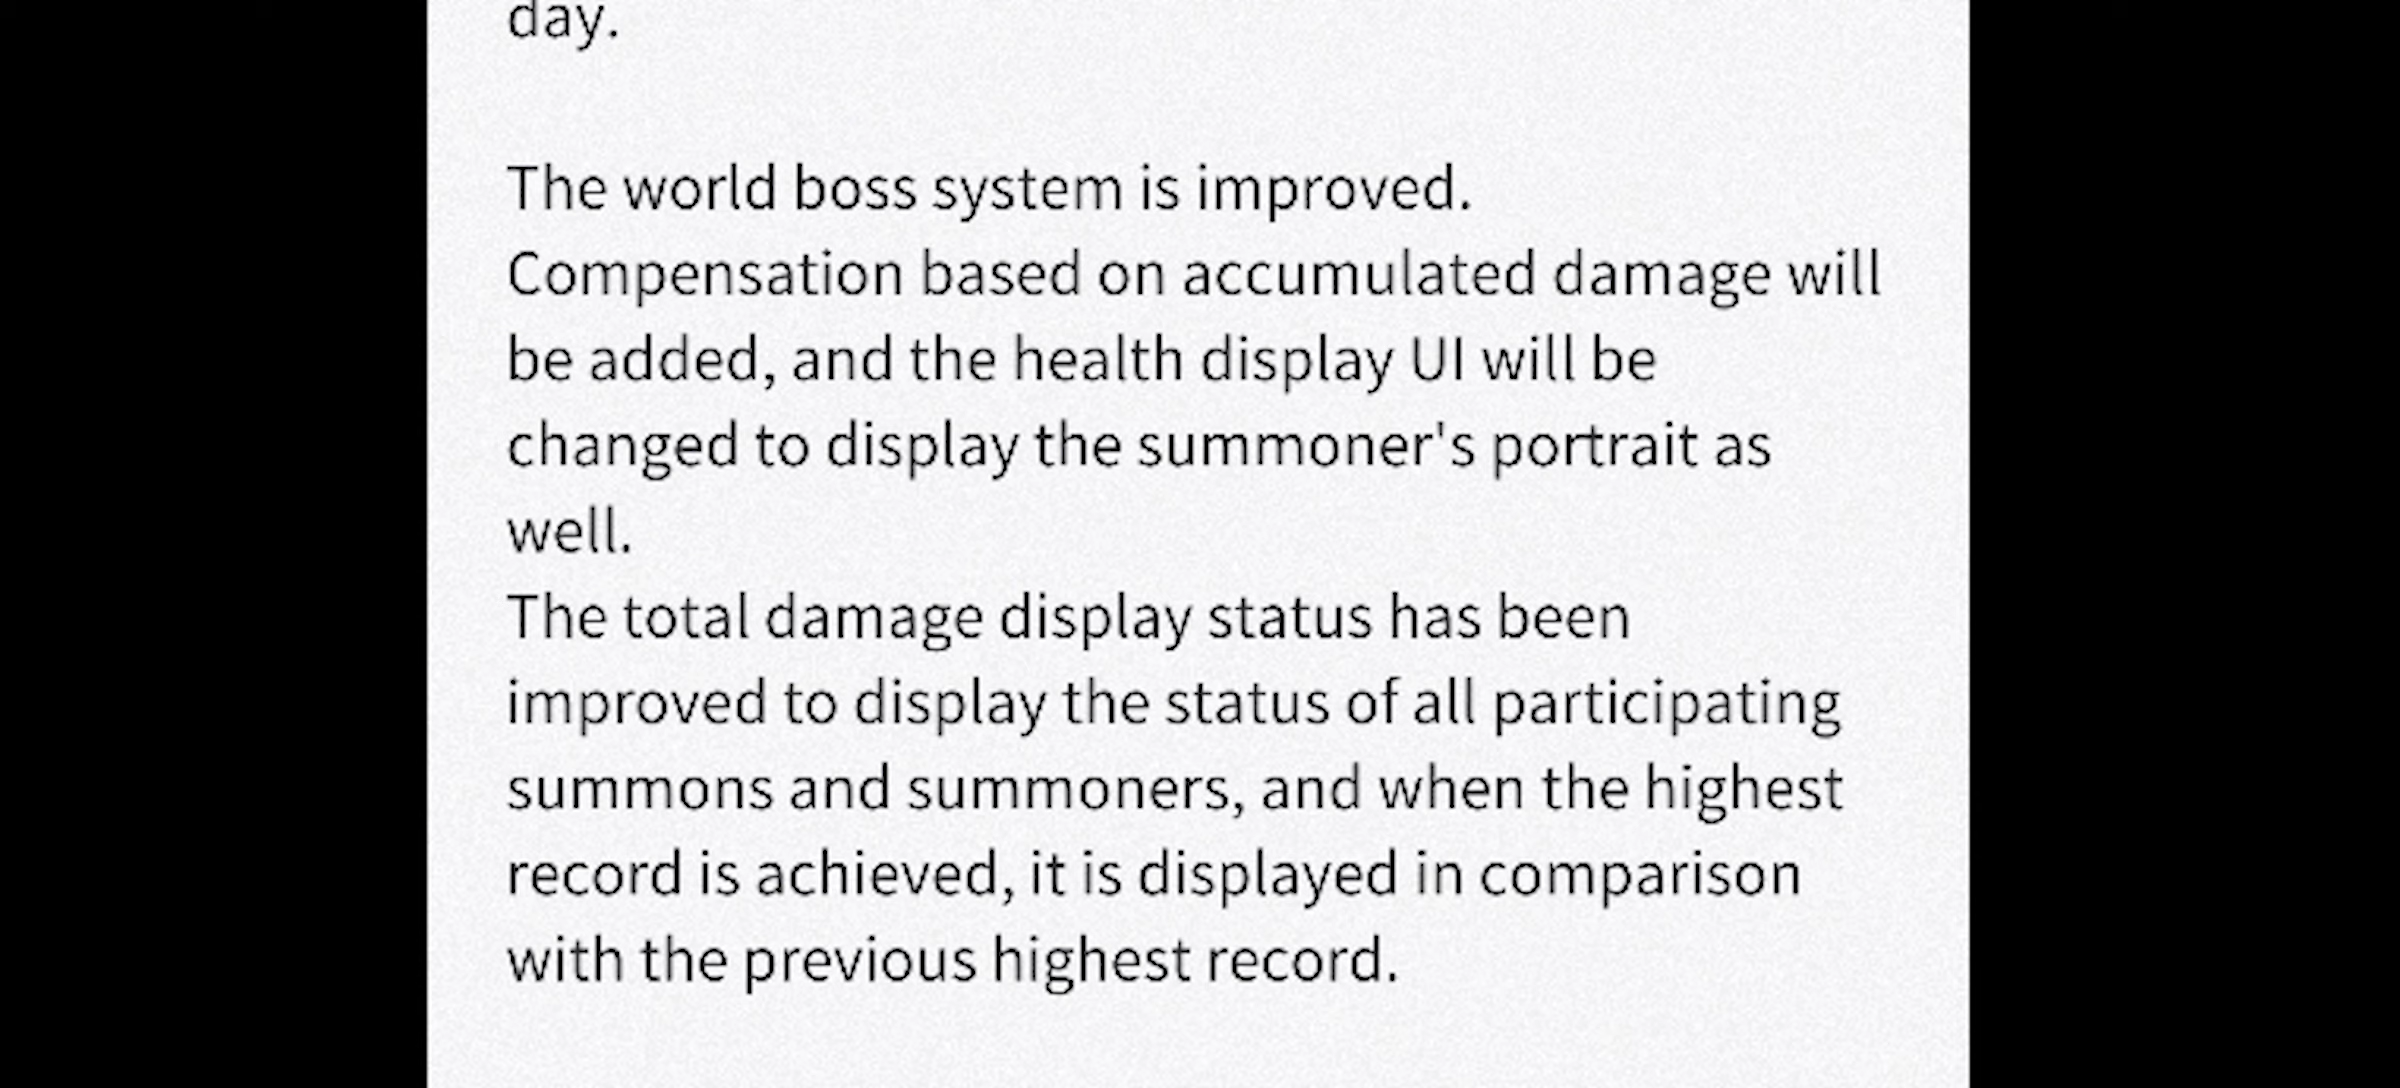 day.
The world boss system is improved.
Compensation based on accumulated damage will
be added, and the health display UI will be
changed to display the summoner's portrait as
well.
The total damage display status has been
improved to display the status of all participating
summons and summoners, and when the highest
record is achieved, it is displayed in comparison
with the previous highest record.